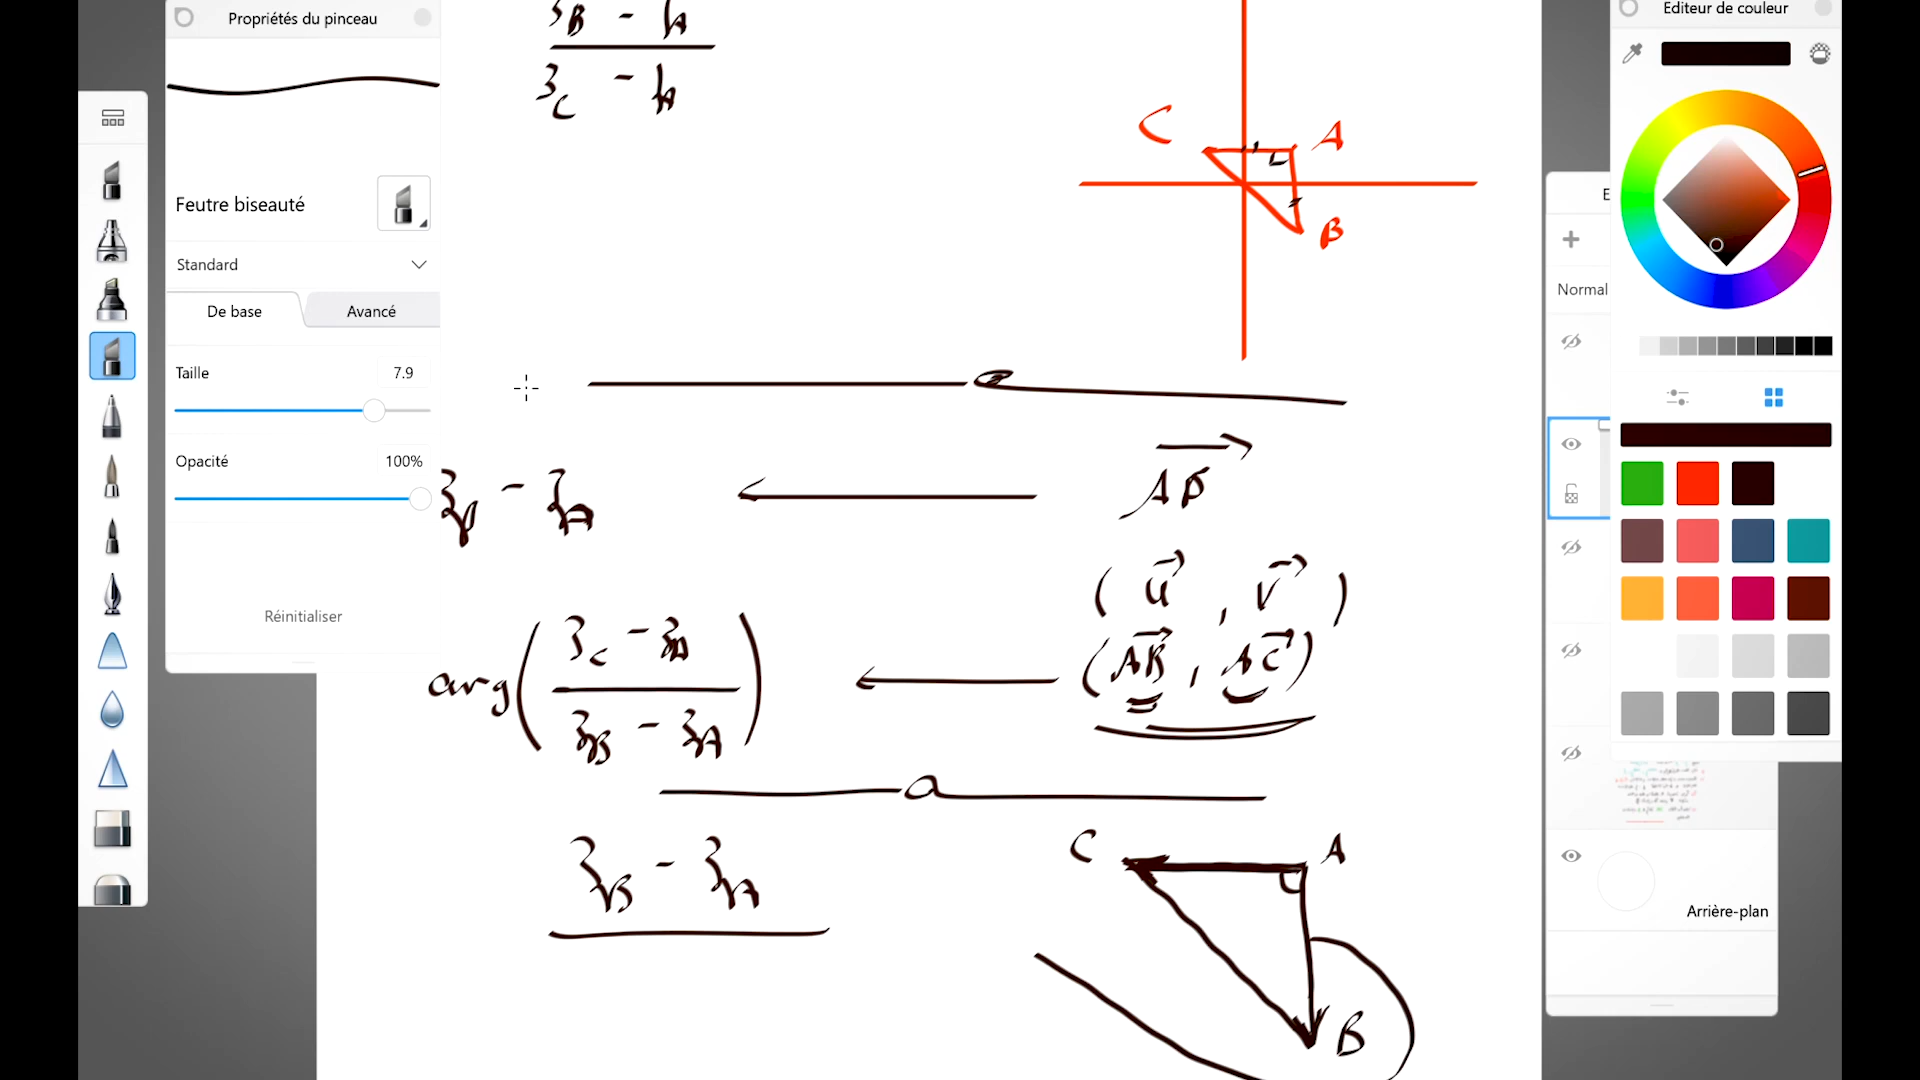 Propriétés du pinceau
Feutre biseauté
Standard
De base
Avancé
Taille
7.9
Opacité
100%
Réinitialiser
Editeur de couleur
E
Normal
Arrière-plan
C
A
B
z_B - z_A
z_C - z_A
z_B - z_A
AB
( u , v )
arg( z_C - z_A
z_B - z_A )
( AB , AC )
z_B - z_A
C
A
B